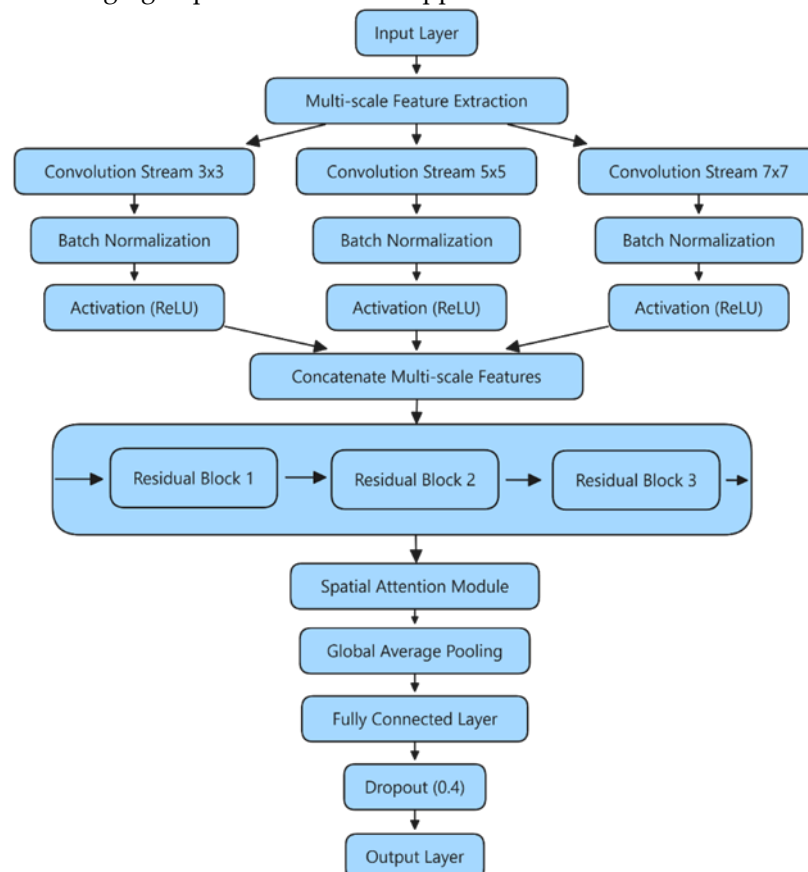 Input Layer
Multi-scale Feature Extraction
Convolution Stream 3x3
Convolution Stream 5x5
Convolution Stream 7x7
Batch Normalization
Batch Normalization
Batch Normalization
Activation (ReLU)
Activation (ReLU)
Activation (ReLU)
Concatenate Multi-scale Features
Residual Block 1
Residual Block 2
Residual Block 3
Spatial Attention Module
Global Average Pooling
Fully Connected Layer
Dropout (0.4)
Output Layer